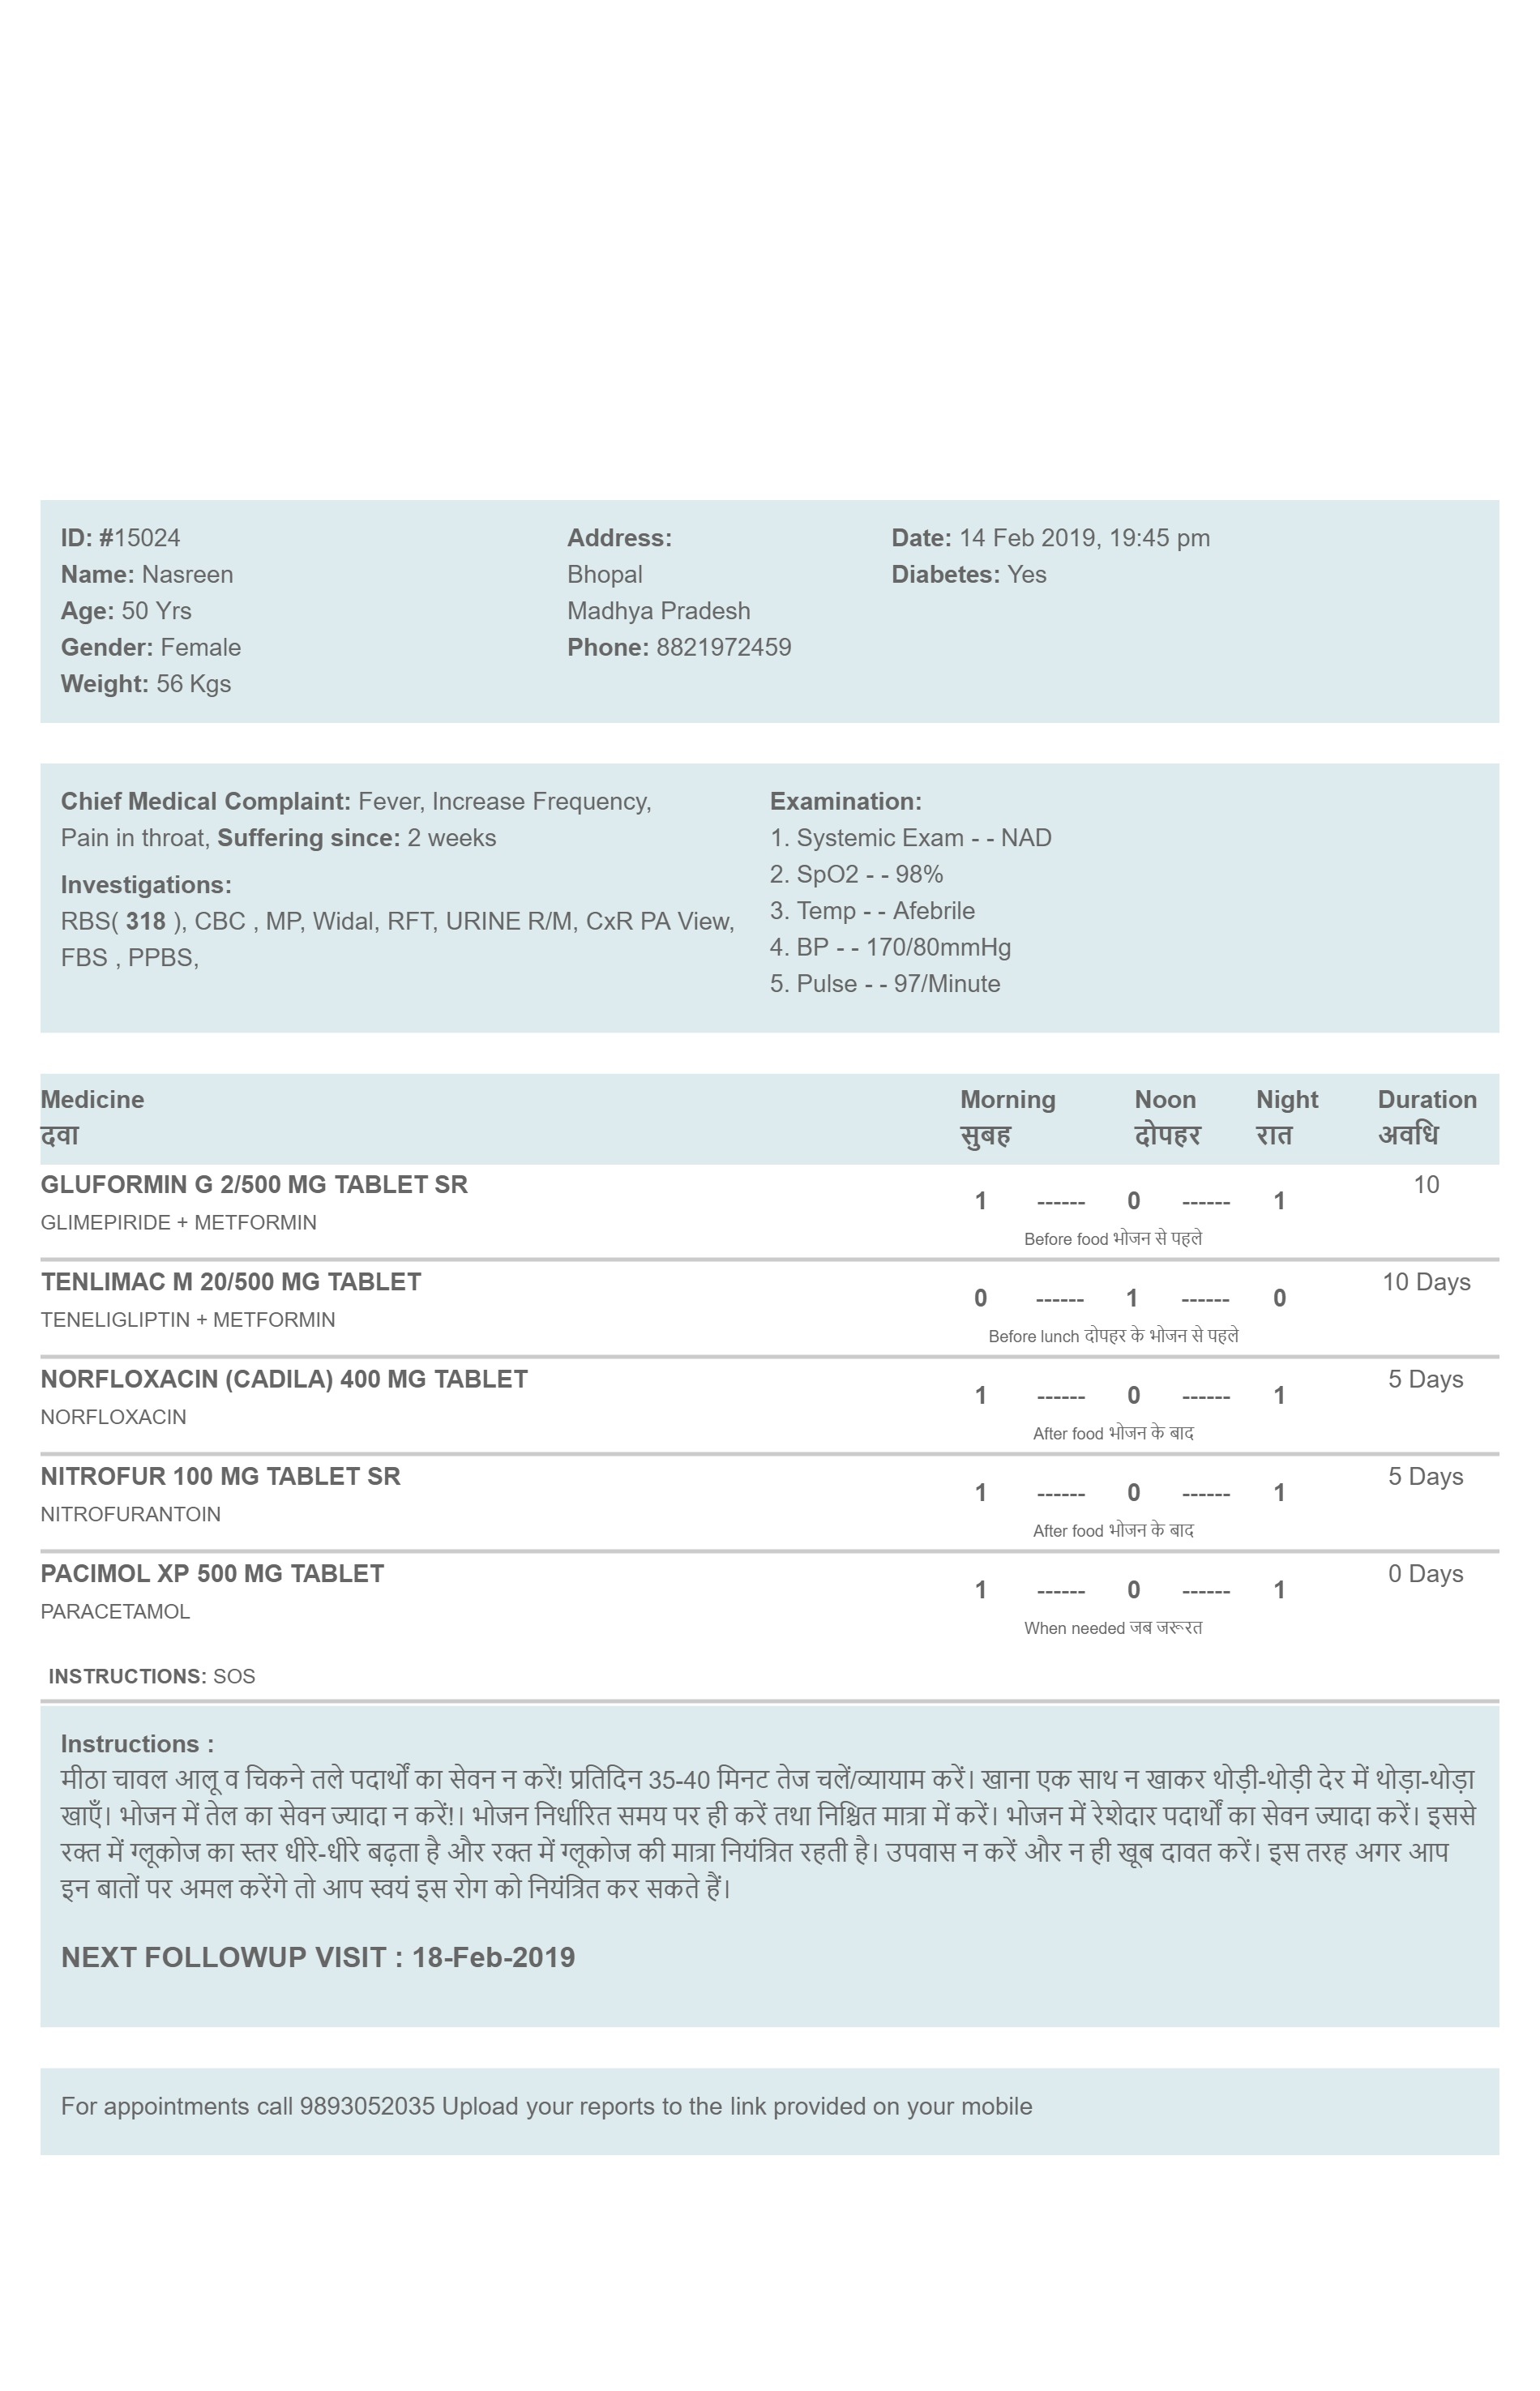 ID: #15024
Name: Nasreen
Age: 50 Yrs
Gender: Female
Weight: 56 Kgs
Address:
Bhopal
Madhya Pradesh
Phone: 8821972459
Date: 14 Feb 2019, 19:45 pm
Diabetes: Yes
Chief Medical Complaint: Fever, Increase Frequency,
Pain in throat, Suffering since: 2 weeks
Investigations:
RBS( 318 ), CBC , MP, Widal, RFT, URINE R/M, CxR PA View,
FBS , PPBS,
Examination:
1. Systemic Exam - - NAD
2. SpO2 - - 98%
3. Temp - - Afebrile
4. BP - - 170/80mmHg
5. Pulse - - 97/Minute
Medicine Morning Noon Night Duration
दवा सुबह दोपहर रात अवधि
GLUFORMIN G 2/500 MG TABLET SR 10
1 ------ 0 ------ 1
GLIMEPIRIDE + METFORMIN
Before food भोजन से पहले
TENLIMAC M 20/500 MG TABLET 10 Days
0 ------ 1 ------ 0
TENELIGLIPTIN + METFORMIN
Before lunch दोपहर के भोजन से पहले
NORFLOXACIN (CADILA) 400 MG TABLET 5 Days
1 ------ 0 ------ 1
NORFLOXACIN
After food भोजन के बाद
NITROFUR 100 MG TABLET SR 5 Days
1 ------ 0 ------ 1
NITROFURANTOIN
After food भोजन के बाद
PACIMOL XP 500 MG TABLET 0 Days
1 ------ 0 ------ 1
PARACETAMOL
When needed जब जरूरत
INSTRUCTIONS: SOS
Instructions :
मीठा चावल आलू व चिकने तले पदार्थों का सेवन न करें! प्रतिदिन 35-40 मिनट तेज चलें/व्यायाम करें। खाना एक साथ न खाकर थोड़ी-थोड़ी देर में थोड़ा-थोड़ा
खाएँ। भोजन में तेल का सेवन ज्यादा न करें!। भोजन निर्धारित समय पर ही करें तथा निश्चित मात्रा में करें। भोजन में रेशेदार पदार्थों का सेवन ज्यादा करें। इससे
रक्त में ग्लूकोज का स्तर धीरे-धीरे बढ़ता है और रक्त में ग्लूकोज की मात्रा नियंत्रित रहती है। उपवास न करें और न ही खूब दावत करें। इस तरह अगर आप
इन बातों पर अमल करेंगे तो आप स्वयं इस रोग को नियंत्रित कर सकते हैं।
NEXT FOLLOWUP VISIT : 18-Feb-2019
For appointments call 9893052035 Upload your reports to the link provided on your mobile